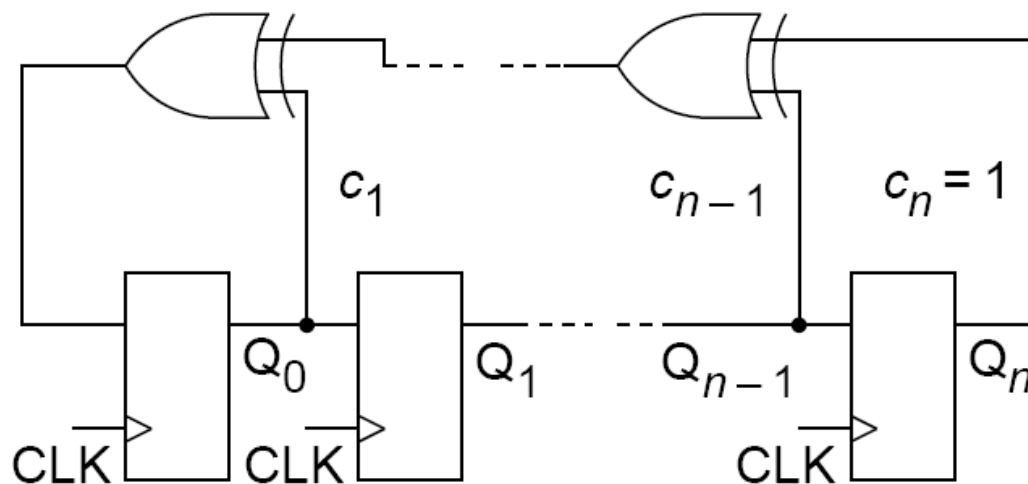 c₁ cₙ₋₁ cₙ = 1
Q₀ Q₁ Qₙ₋₁ Qₙ
CLK CLK CLK